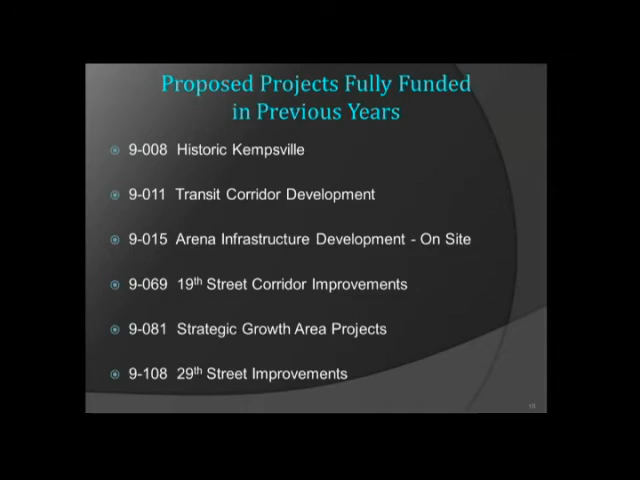 Proposed Projects Fully Funded
in Previous Years
9-008 Historic Kempsville
9-011 Transit Corridor Development
9-015 Arena Infrastructure Development - On Site
9-069 19th Street Corridor Improvements
9-081 Strategic Growth Area Projects
9-108 29th Street Improvements